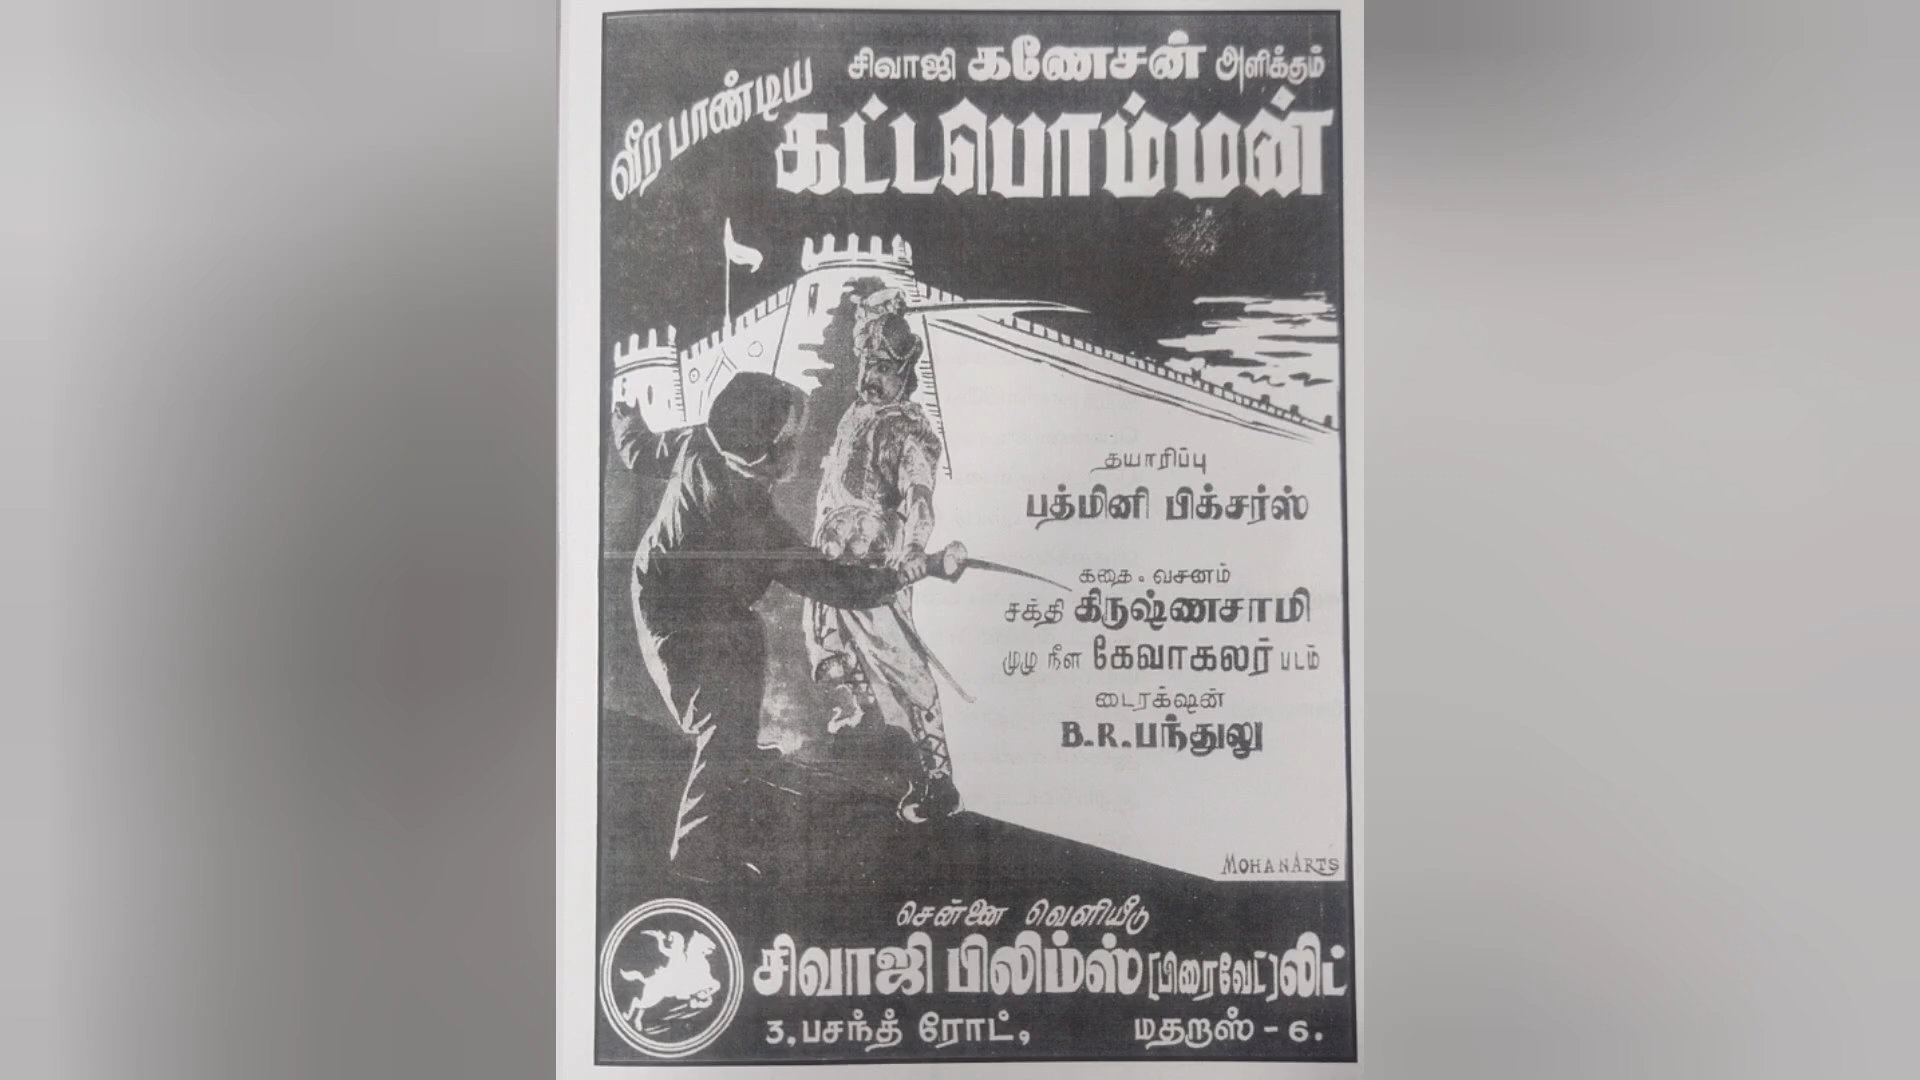 சிவாஜி கணேசன் அளிக்கும்
வீர பாண்டிய
கட்டபொம்மன்
தயாரிப்பு
பத்மினி பிக்சர்ஸ்
கதை. வசனம்
சக்தி கிருஷ்ணசாமி
முழு நீள கேவாகலர் படம்
டைரக்ஷன்
B.R.பந்துலு
MOHANARTS
சென்னை வெளியீடு
சிவாஜி பிலிம்ஸ் [பிரைவேட்] லிட்
3, பசந்த் ரோட், மதறாஸ் - 6.